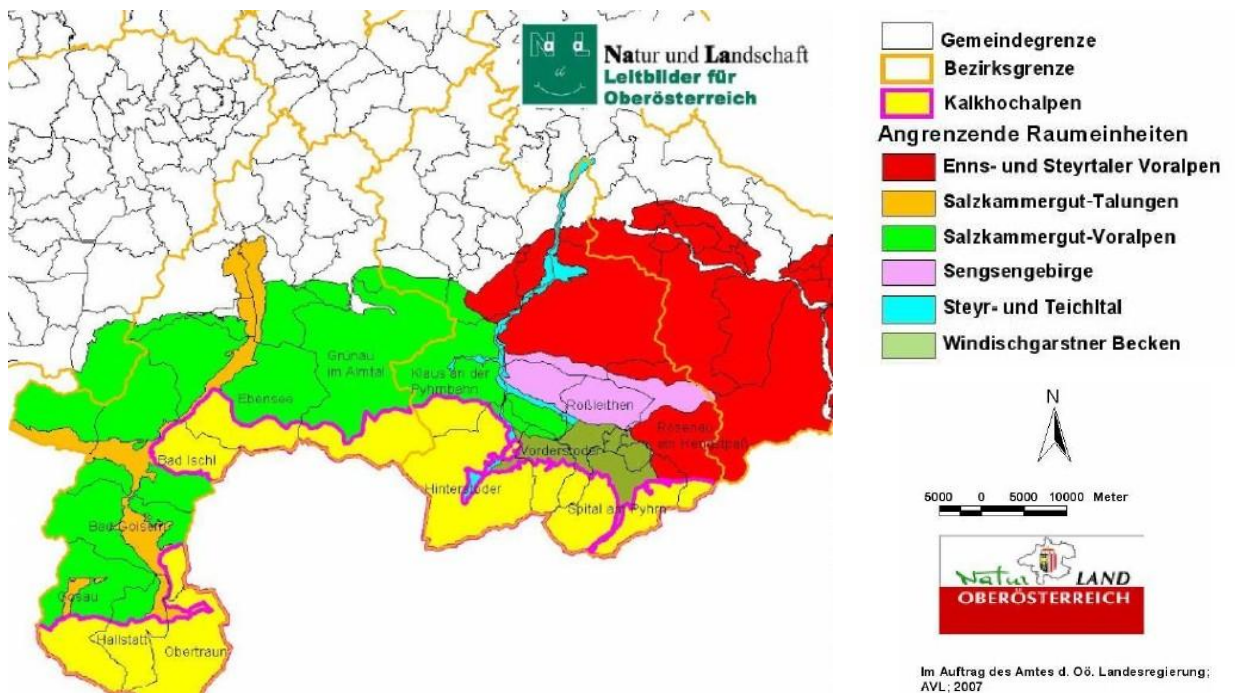 Natur und Landschaft
Leitbilder für
Oberösterreich
Grünau
im Almtal
Klaus an der
Pyhrnbahn
Ebensee
Roßleithen
Rosenau
am Hengstpaß
Vorderstoder
Bad Ischl
Hinterstoder
Spital am Pyhrn
Bad Goisern
Gosau
Hallstatt
Obertraun
Gemeindegrenze
Bezirksgrenze
Kalkhochalpen
Angrenzende Raumeinheiten
Enns- und Steyrtaler Voralpen
Salzkammergut-Talungen
Salzkammergut-Voralpen
Sengsengebirge
Steyr- und Teichltal
Windischgarstner Becken
N
5000 0 5000 10000 Meter
Natur LAND
OBERÖSTERREICH
Im Auftrag des Amtes d. Oö. Landesregierung;
AVL; 2007